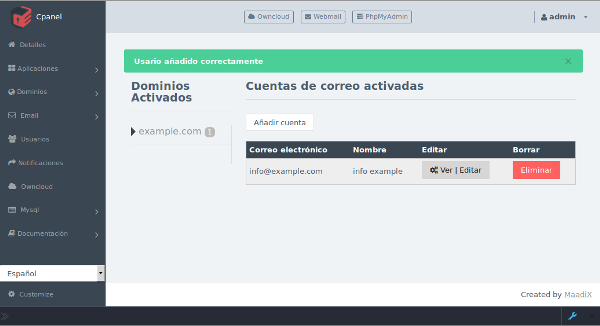 Cpanel
Owncloud
Webmail
PhpMyAdmin
admin
Detalles
Aplicaciones
Dominios
Email
Usuarios
Notificaciones
Owncloud
Mysql
Documentación
Español
Customize
Usario añadido correctamente
×
Dominios
Activados
example.com 1
Cuentas de correo activadas
Añadir cuenta
Correo electrónico Nombre Editar Borrar
info@example.com info example Ver | Editar Eliminar
Created by MaadiX